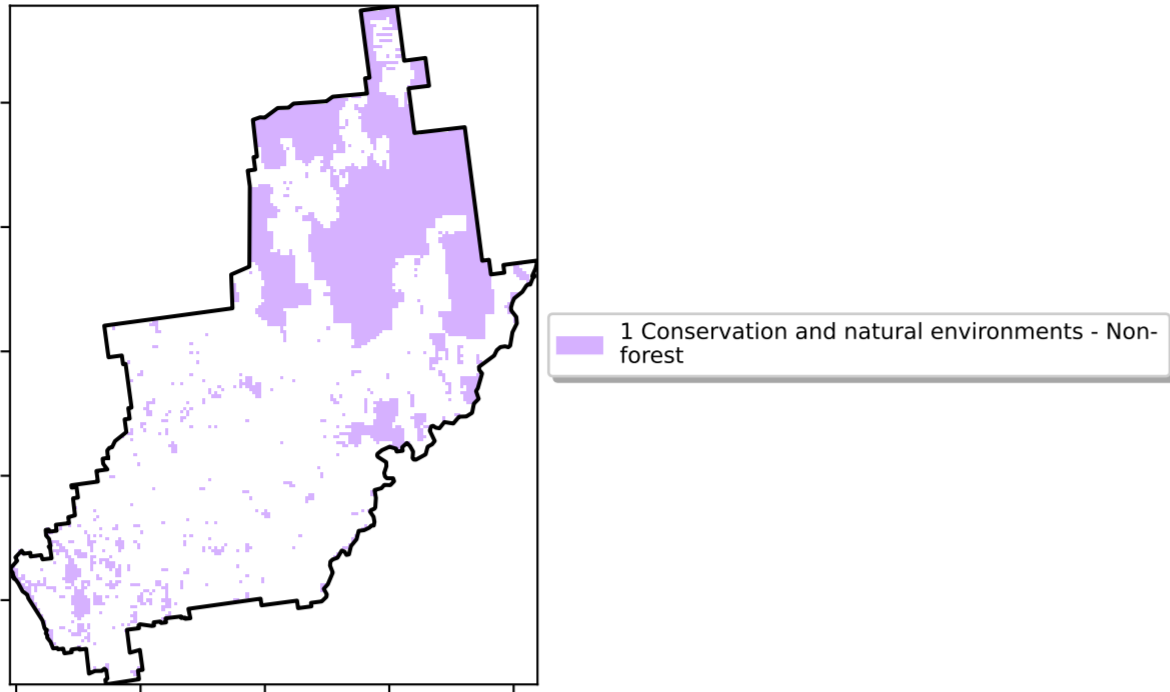 1 Conservation and natural environments - Non-
forest